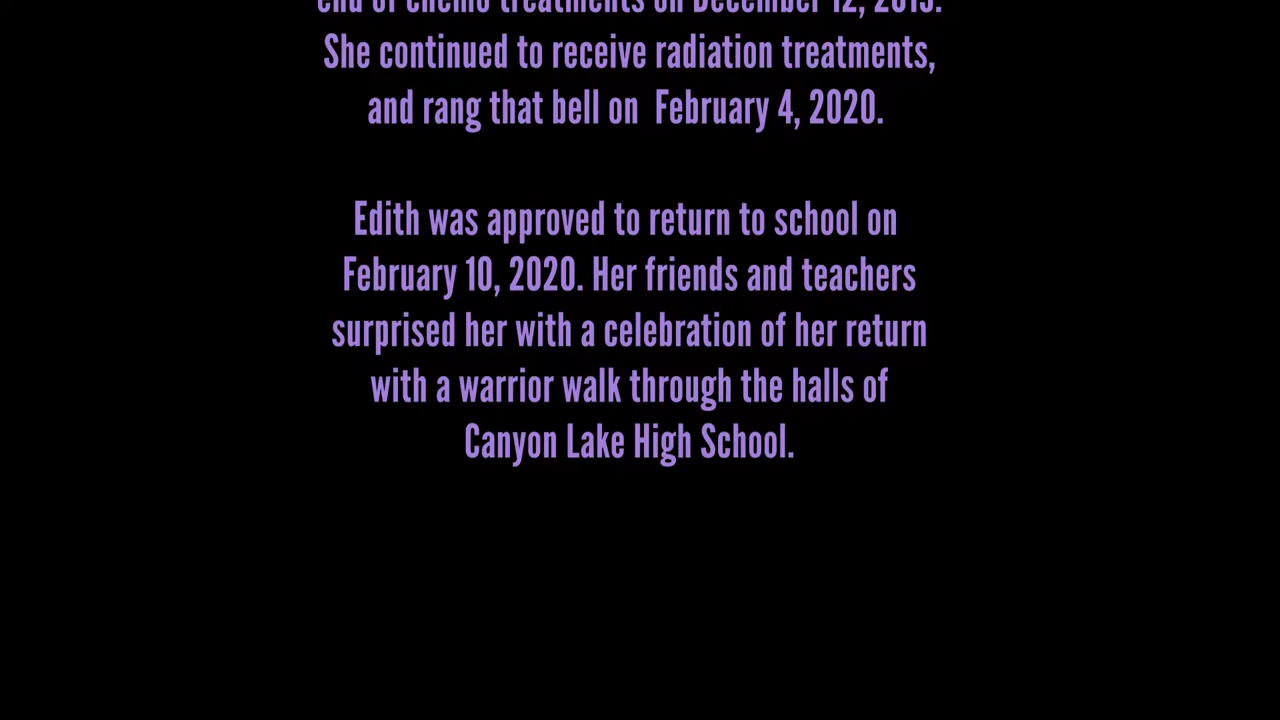 end of chemo treatments on December 12, 2019.
She continued to receive radiation treatments,
and rang that bell on February 4, 2020.
Edith was approved to return to school on
February 10, 2020. Her friends and teachers
surprised her with a celebration of her return
with a warrior walk through the halls of
Canyon Lake High School.